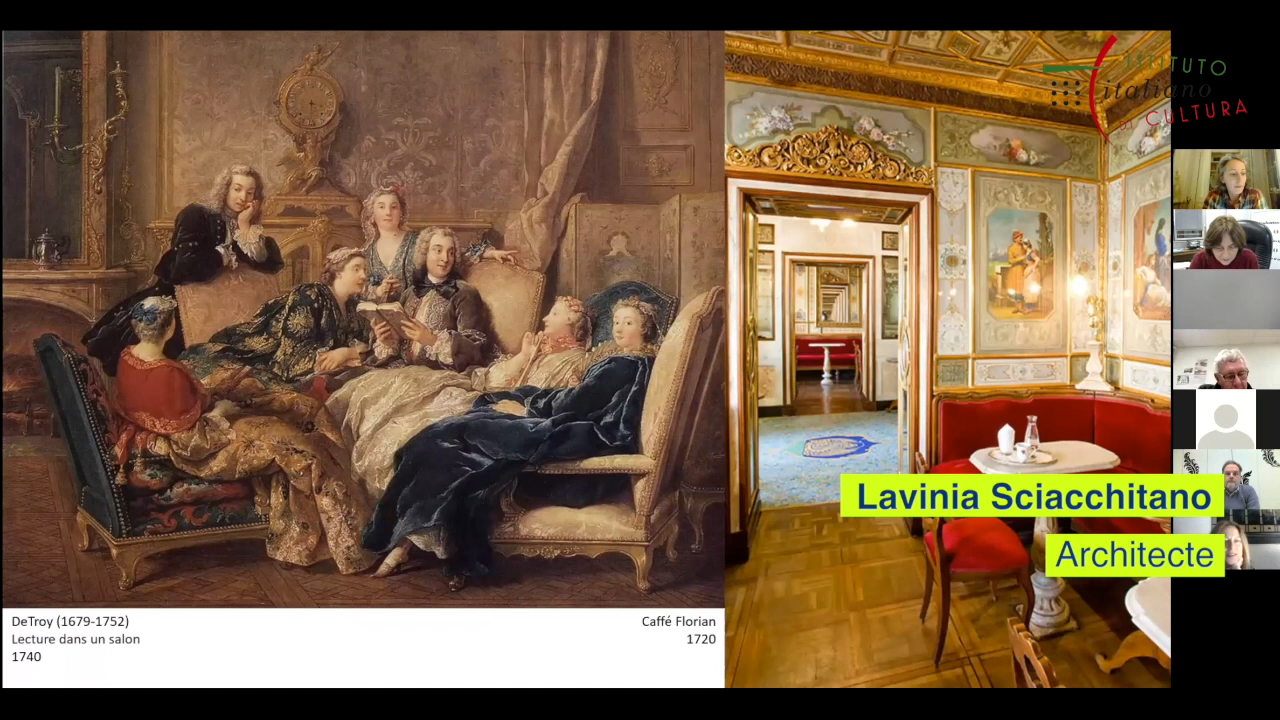 ISTITUTO
italiano
DI CULTURA
Lavinia Sciacchitano
Architecte
DeTroy (1679-1752)
Lecture dans un salon
1740
Caffé Florian
1720